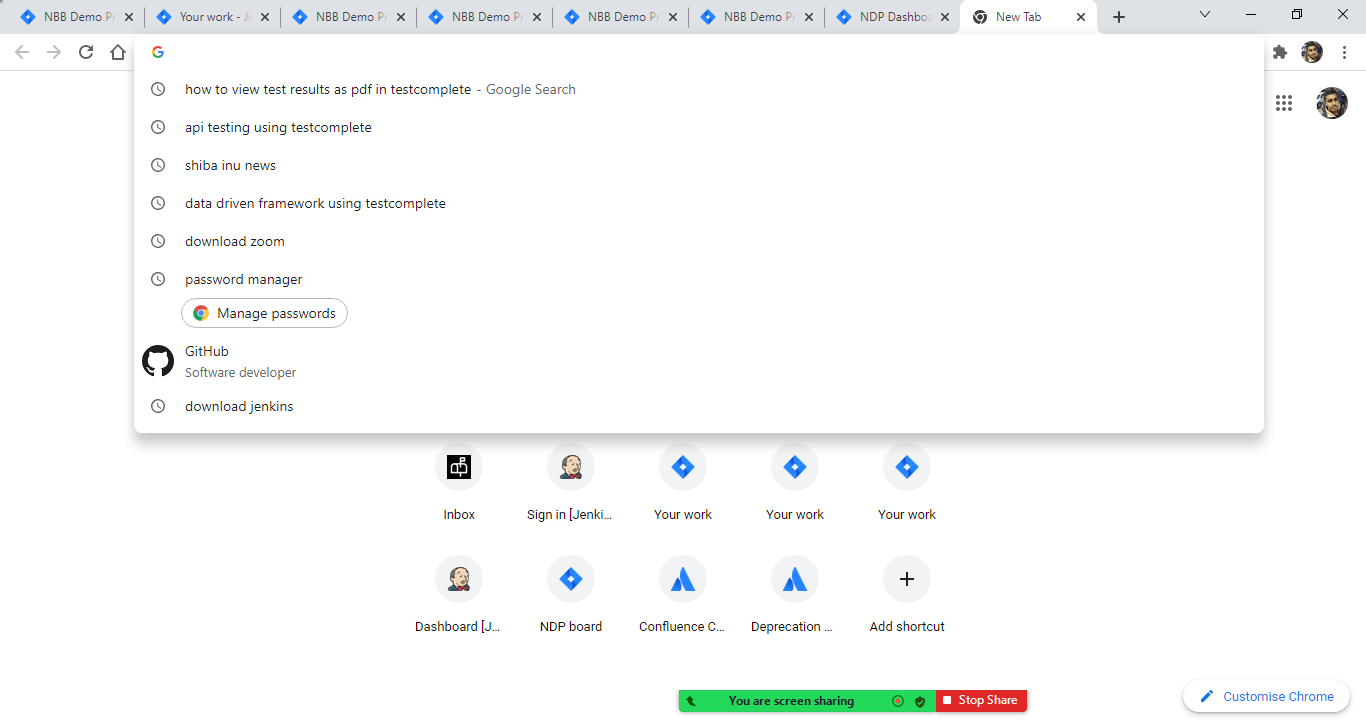 NBB Demo Pr
Your work - Ji
NBB Demo Pr
NBB Demo Pr
NBB Demo Pr
NBB Demo Pr
NDP Dashboa
New Tab
how to view test results as pdf in testcomplete - Google Search
api testing using testcomplete
shiba inu news
data driven framework using testcomplete
download zoom
password manager
Manage passwords
GitHub
Software developer
download jenkins
Inbox
Sign in [Jenki...
Your work
Your work
Your work
Dashboard [J...
NDP board
Confluence C...
Deprecation ...
Add shortcut
You are screen sharing
Stop Share
Customise Chrome